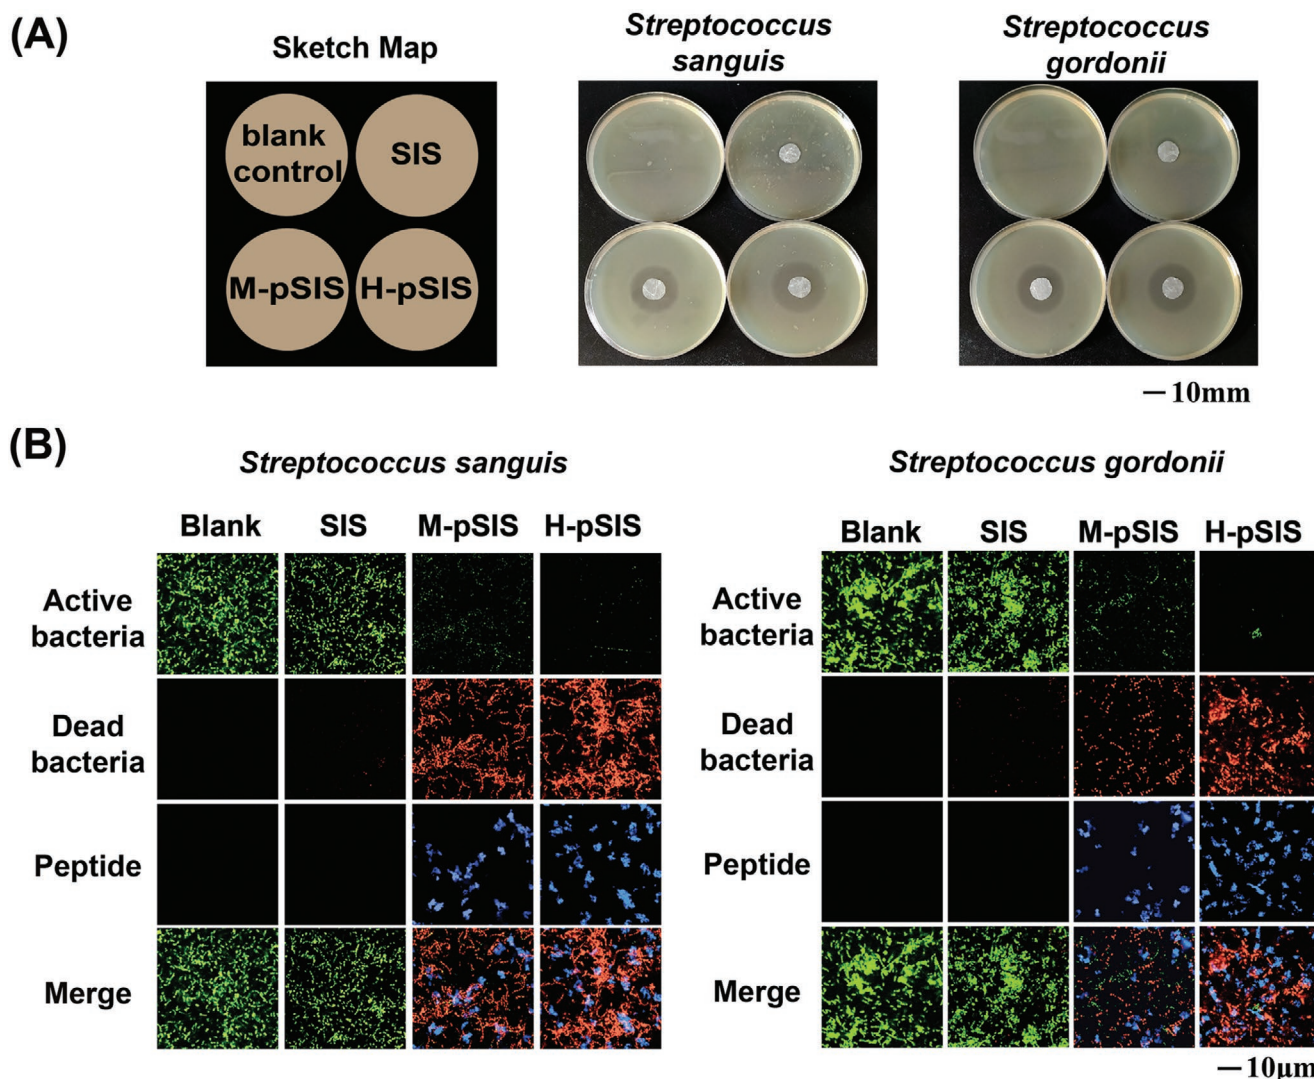 (A)
Sketch Map
Streptococcus
sanguis
Streptococcus
gordonii
blank
control
SIS
M-pSIS
H-pSIS
10mm
(B)
Streptococcus sanguis
Streptococcus gordonii
Blank
SIS
M-pSIS
H-pSIS
Blank
SIS
M-pSIS
H-pSIS
Active
bacteria
Dead
bacteria
Peptide
Merge
Active
bacteria
Dead
bacteria
Peptide
Merge
10μm